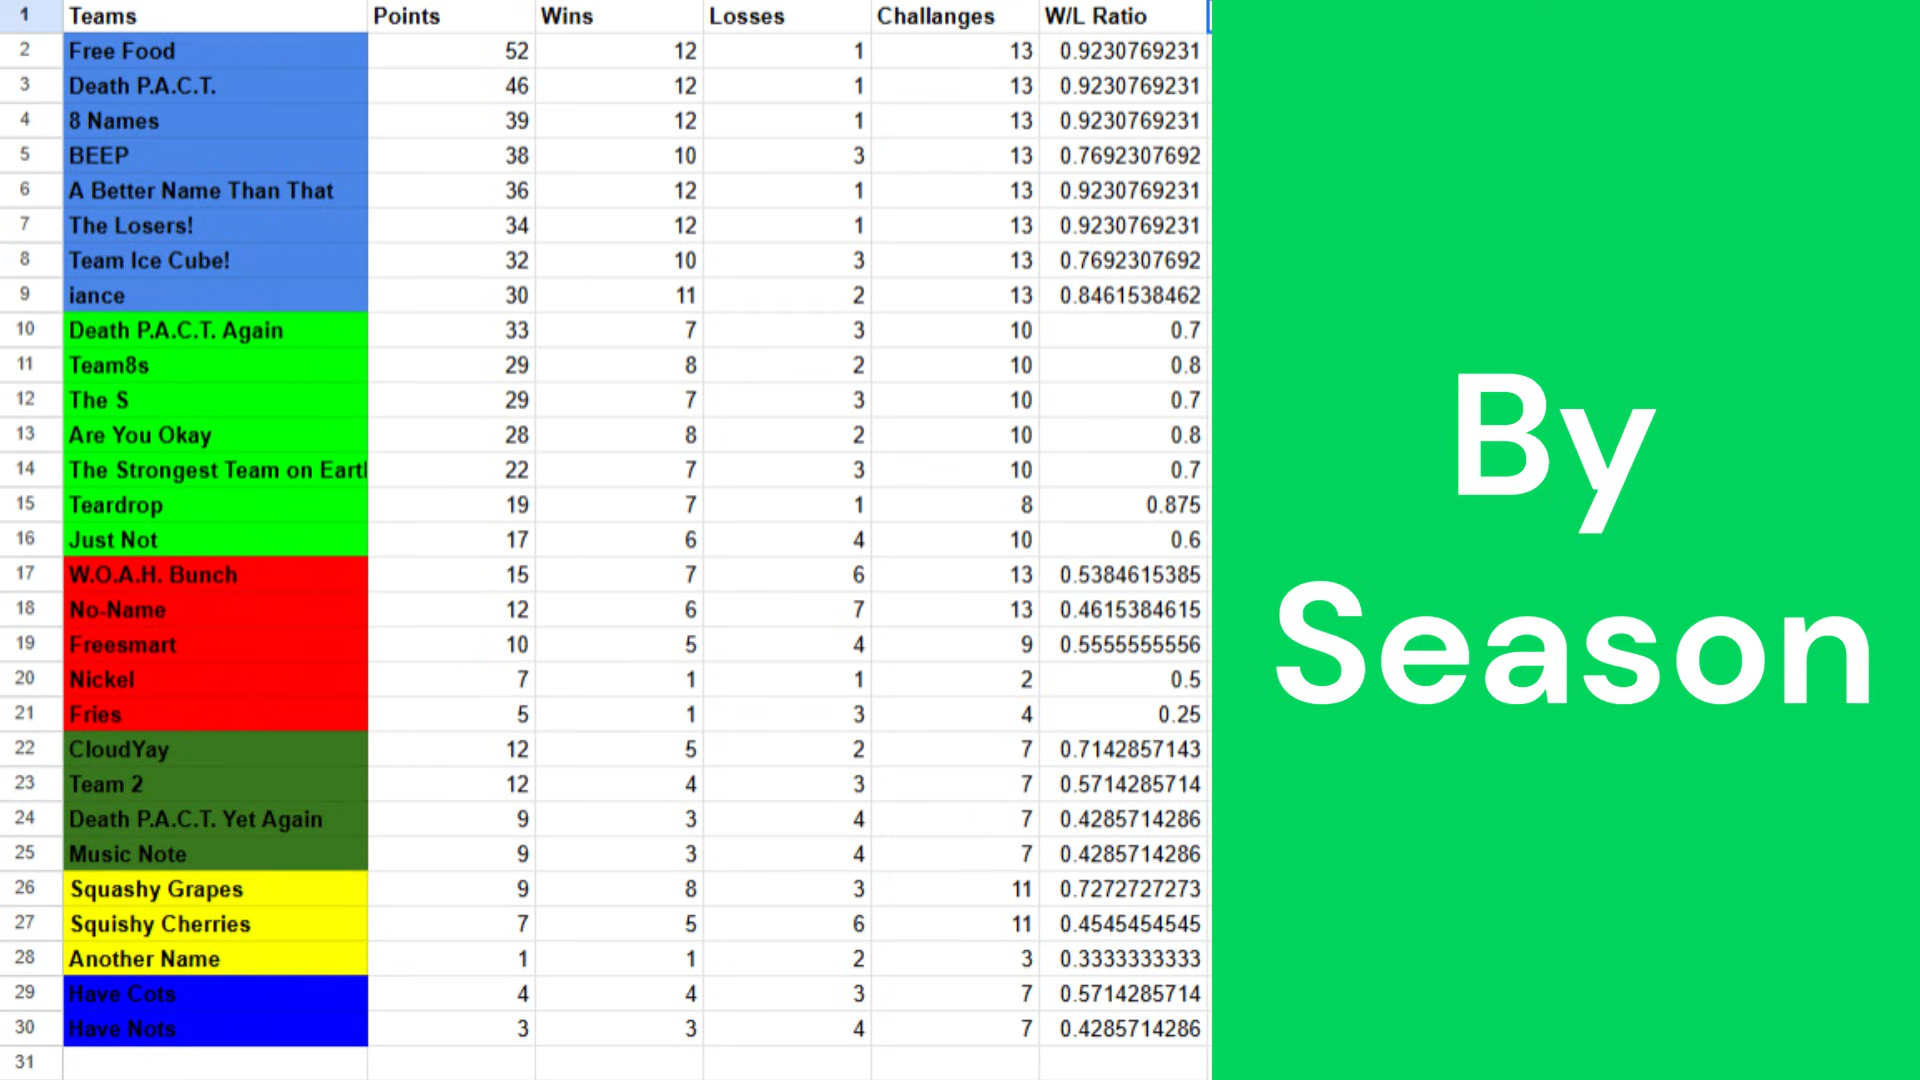 1 Teams Points Wins Losses Challanges W/L Ratio
2 Free Food 52 12 1 13 0.9230769231
3 Death P.A.C.T. 46 12 1 13 0.9230769231
4 8 Names 39 12 1 13 0.9230769231
5 BEEP 38 10 3 13 0.7692307692
6 A Better Name Than That 36 12 1 13 0.9230769231
7 The Losers! 34 12 1 13 0.9230769231
8 Team Ice Cube! 32 10 3 13 0.7692307692
9 iance 30 11 2 13 0.8461538462
10 Death P.A.C.T. Again 33 7 3 10 0.7
11 Team8s 29 8 2 10 0.8
12 The S 29 7 3 10 0.7
13 Are You Okay 28 8 2 10 0.8
14 The Strongest Team on Eart 22 7 3 10 0.7
15 Teardrop 19 7 1 8 0.875
16 Just Not 17 6 4 10 0.6
17 W.O.A.H. Bunch 15 7 6 13 0.5384615385
18 No-Name 12 6 7 13 0.4615384615
19 Freesmart 10 5 4 9 0.5555555556
20 Nickel 7 1 1 2 0.5
21 Fries 5 1 3 4 0.25
22 CloudYay 12 5 2 7 0.7142857143
23 Team 2 12 4 3 7 0.5714285714
24 Death P.A.C.T. Yet Again 9 3 4 7 0.4285714286
25 Music Note 9 3 4 7 0.4285714286
26 Squashy Grapes 9 8 3 11 0.7272727273
27 Squishy Cherries 7 5 6 11 0.4545454545
28 Another Name 1 1 2 3 0.3333333333
29 Have Cots 4 4 3 7 0.5714285714
30 Have Nots 3 3 4 7 0.4285714286
31
By
Season